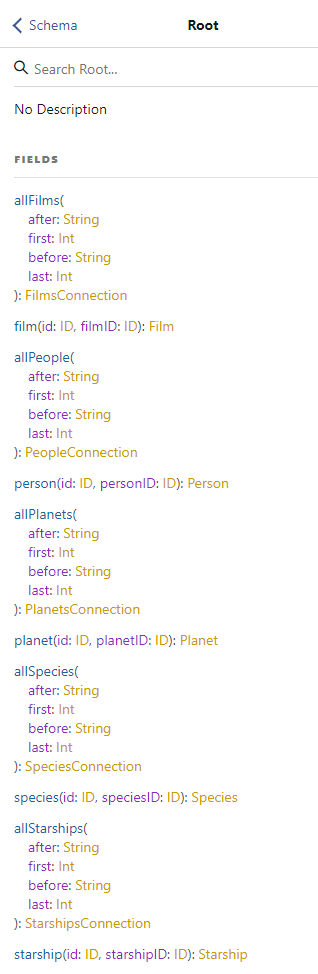 Schema Root
Search Root...
No Description
FIELDS
allFilms(
after: String
first: Int
before: String
last: Int
): FilmsConnection
film(id: ID, filmID: ID): Film
allPeople(
after: String
first: Int
before: String
last: Int
): PeopleConnection
person(id: ID, personID: ID): Person
allPlanets(
after: String
first: Int
before: String
last: Int
): PlanetsConnection
planet(id: ID, planetID: ID): Planet
allSpecies(
after: String
first: Int
before: String
last: Int
): SpeciesConnection
species(id: ID, speciesID: ID): Species
allStarships(
after: String
first: Int
before: String
last: Int
): StarshipsConnection
starship(id: ID, starshipID: ID): Starship